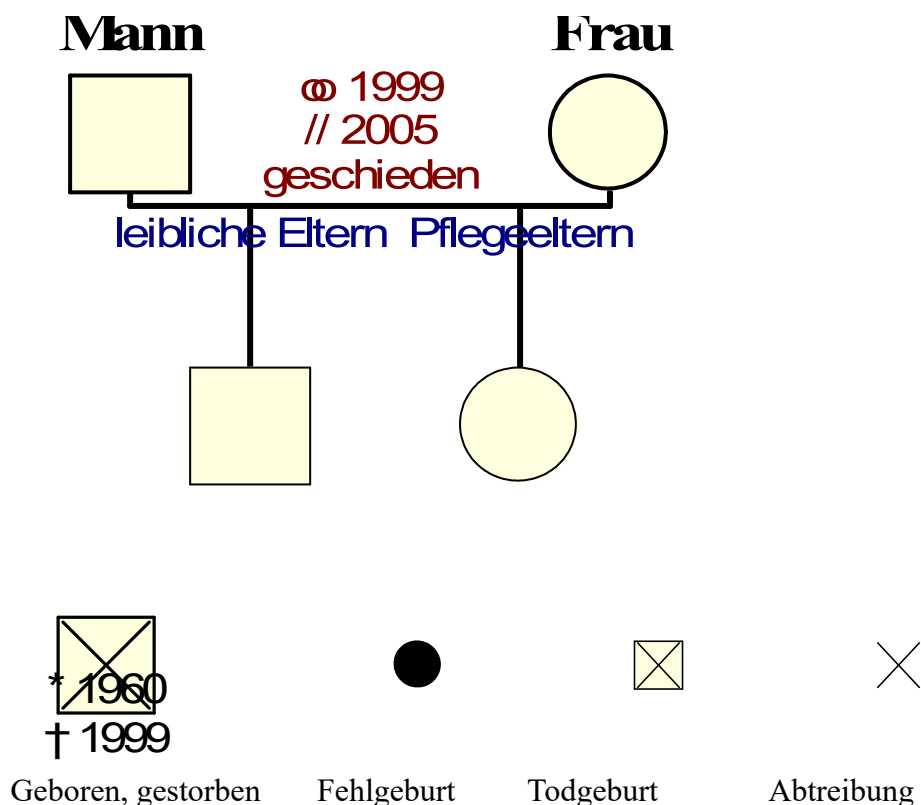 Mann Frau
ꝏ 1999
// 2005
geschieden
leibliche Eltern Pflegeeltern
* 1960
† 1999
Geboren, gestorben Fehlgeburt Todgeburt Abtreibung